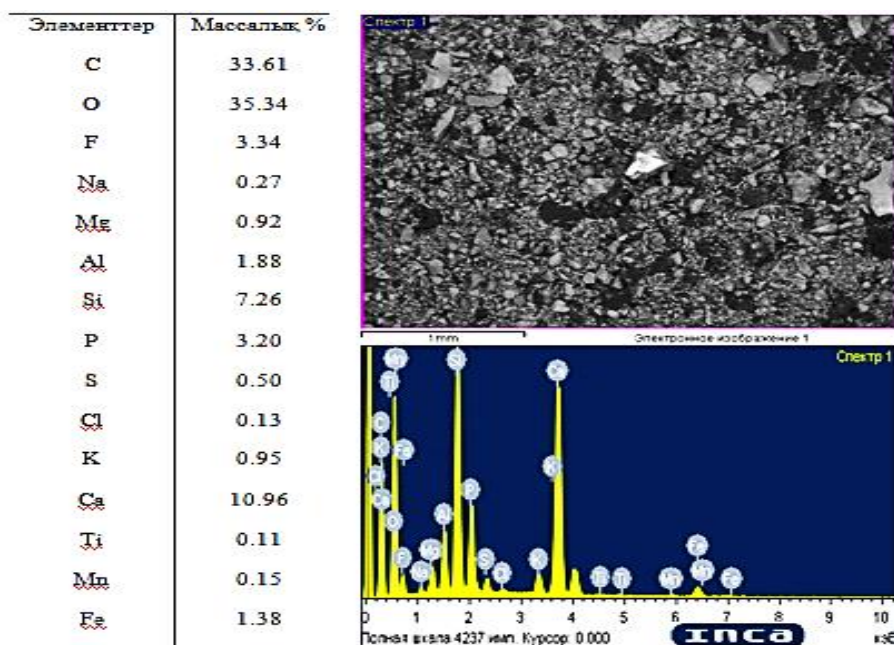 Элементтер Массалық %
C 33.61
O 35.34
F 3.34
Na 0.27
Mg 0.92
Al 1.88
Si 7.26
P 3.20
S 0.50
Cl 0.13
K 0.95
Ca 10.96
Ti 0.11
Mn 0.15
Fe 1.38
Спектр 1
1mm Электронное изображение 1
Спектр 1
0 1 2 3 4 5 6 7 8 9 10
Полная шкала 4237 имп. Курсор: 0.000
INCA
кэВ